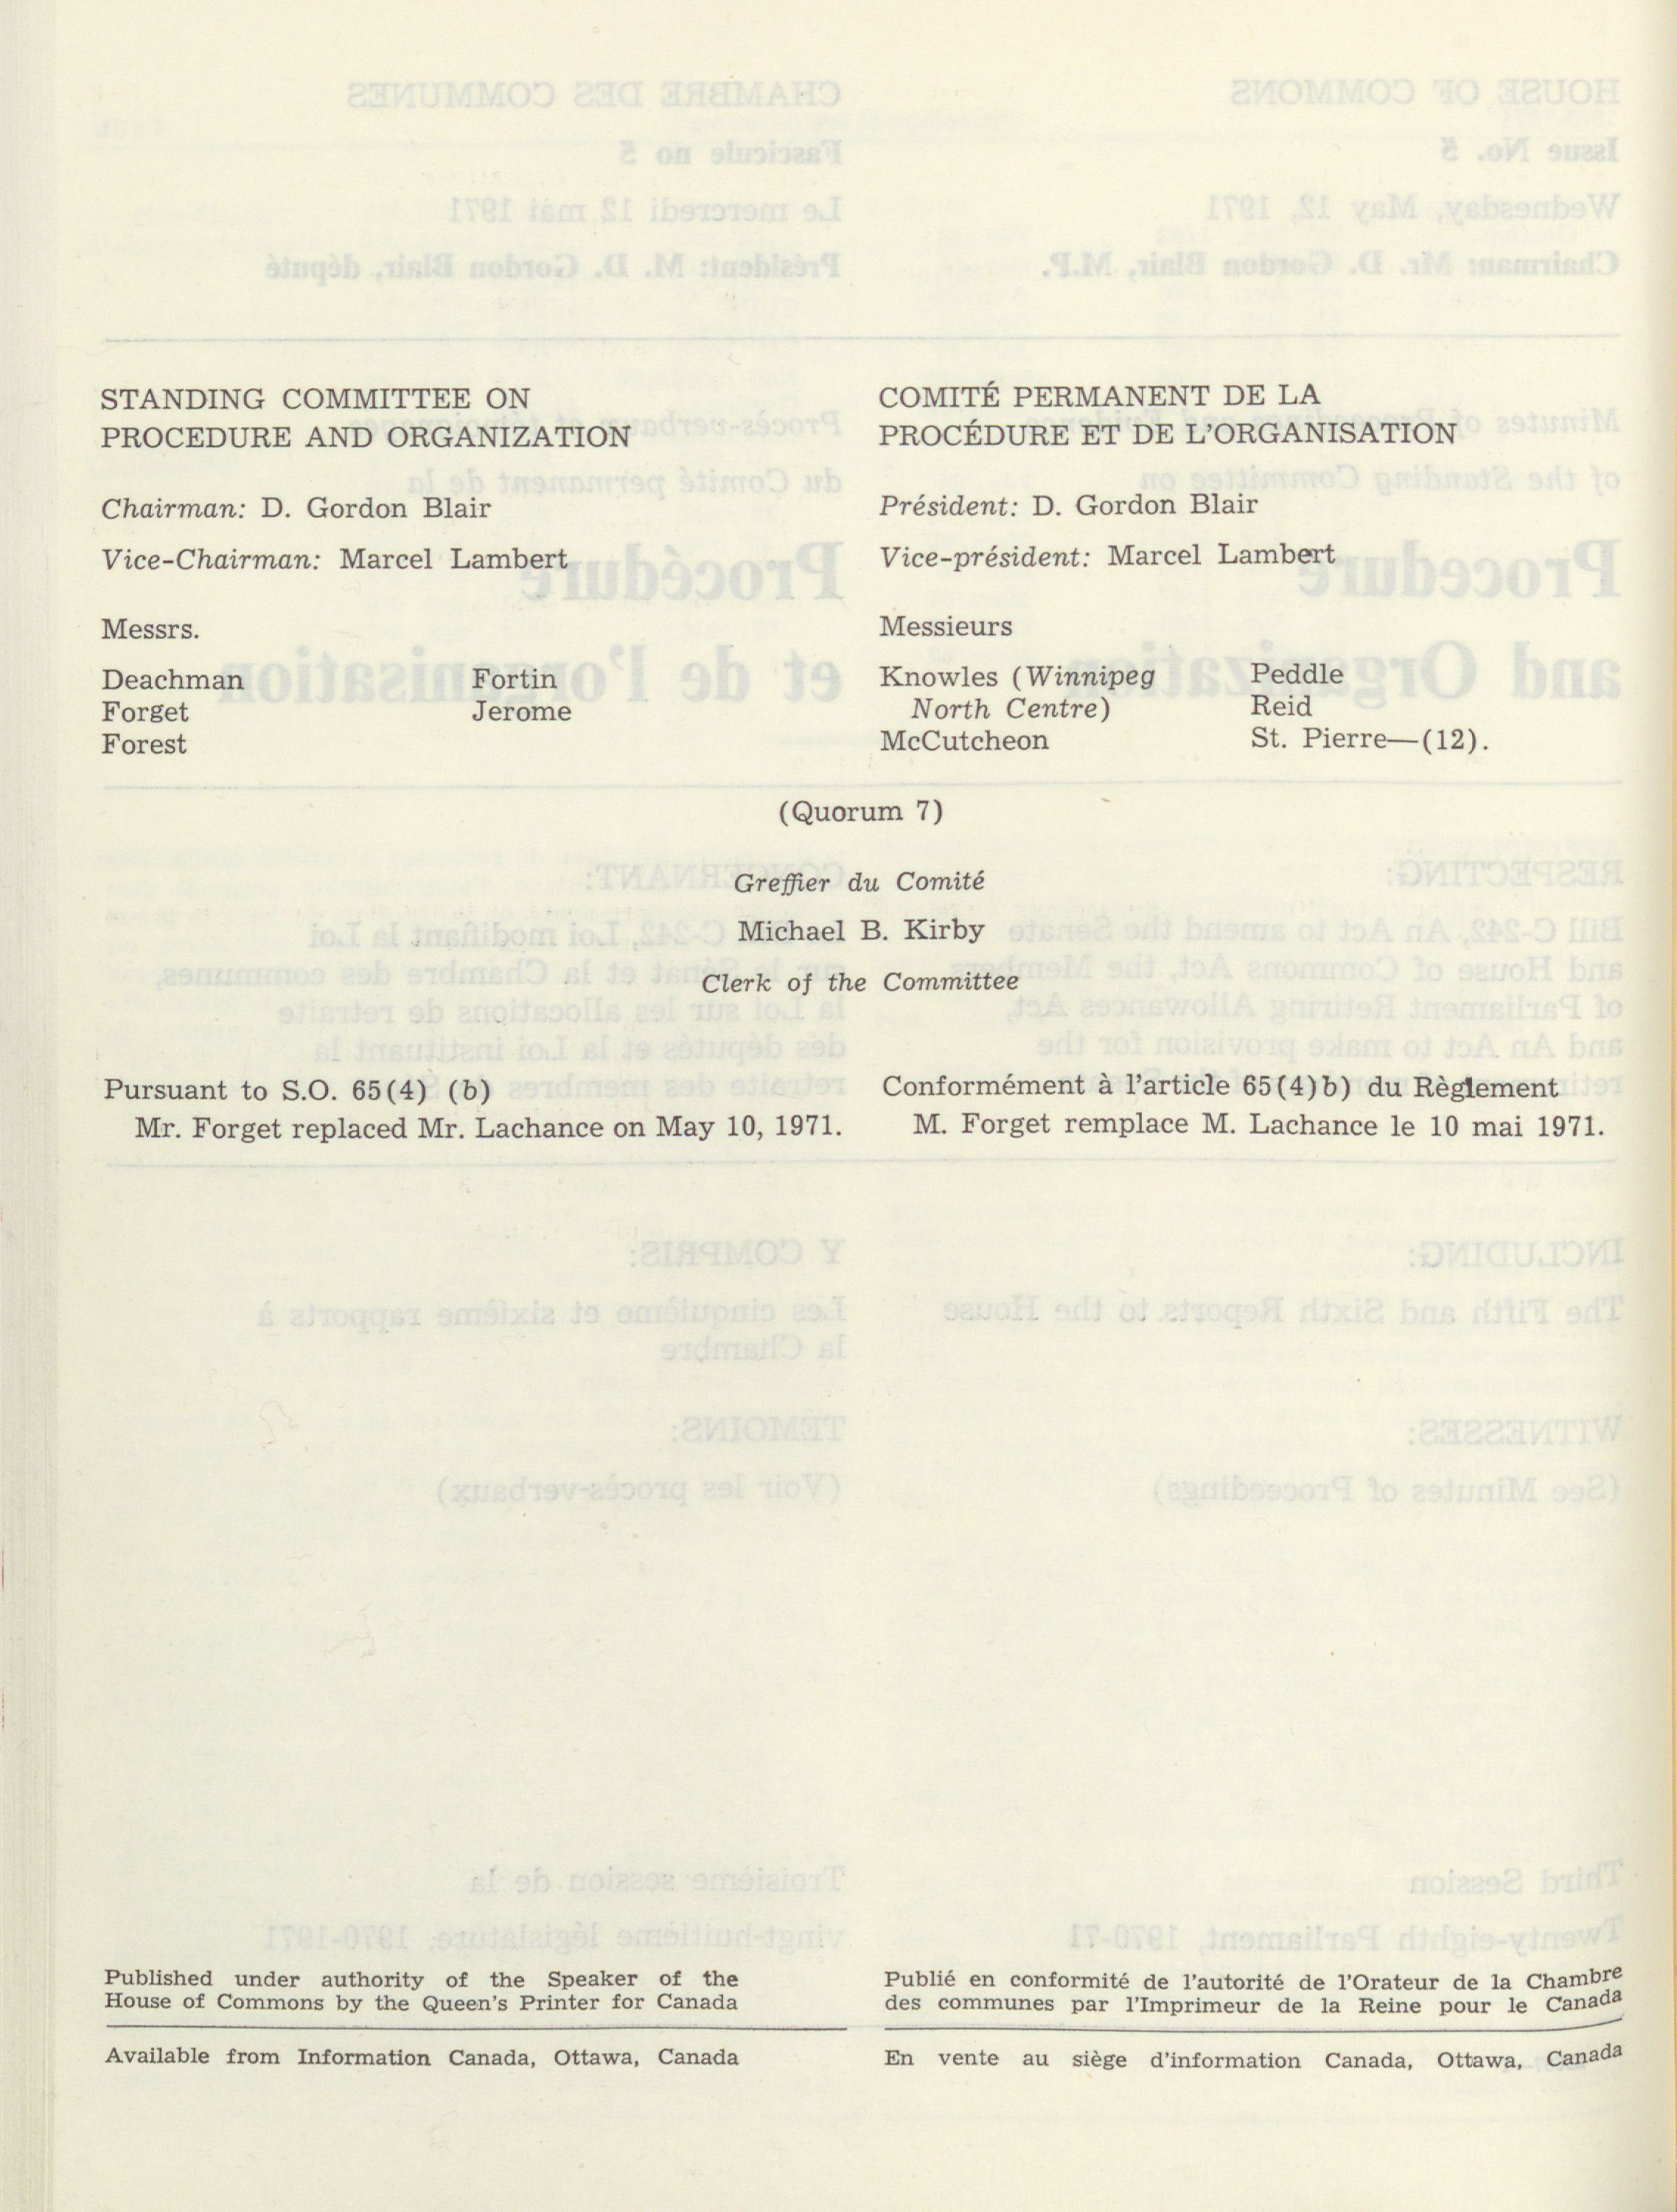 STANDING COMMITTEE ON
PROCEDURE AND ORGANIZATION
Chairman: D. Gordon Blair
Vice-Chairman: Marcel Lambert
Messrs.
Deachman Fortin
Forget Jerome
Forest
COMITÉ PERMANENT DE LA
PROCÉDURE ET DE L'ORGANISATION
Président: D. Gordon Blair
Vice-président: Marcel Lambert
Messieurs
Knowles (Winnipeg Peddle
North Centre) Reid
McCutcheon St. Pierre—(12).
(Quorum 7)
Greffier du Comité
Michael B. Kirby
Clerk of the Committee
Pursuant to S.O. 65(4) (b)
Mr. Forget replaced Mr. Lachance on May 10, 1971.
Conformément à l'article 65(4)b) du Règlement
M. Forget remplace M. Lachance le 10 mai 1971.
Published under authority of the Speaker of the
House of Commons by the Queen's Printer for Canada
Available from Information Canada, Ottawa, Canada
Publié en conformité de l'autorité de l'Orateur de la Chambre
des communes par l'Imprimeur de la Reine pour le Canada
En vente au siège d'information Canada, Ottawa, Canada